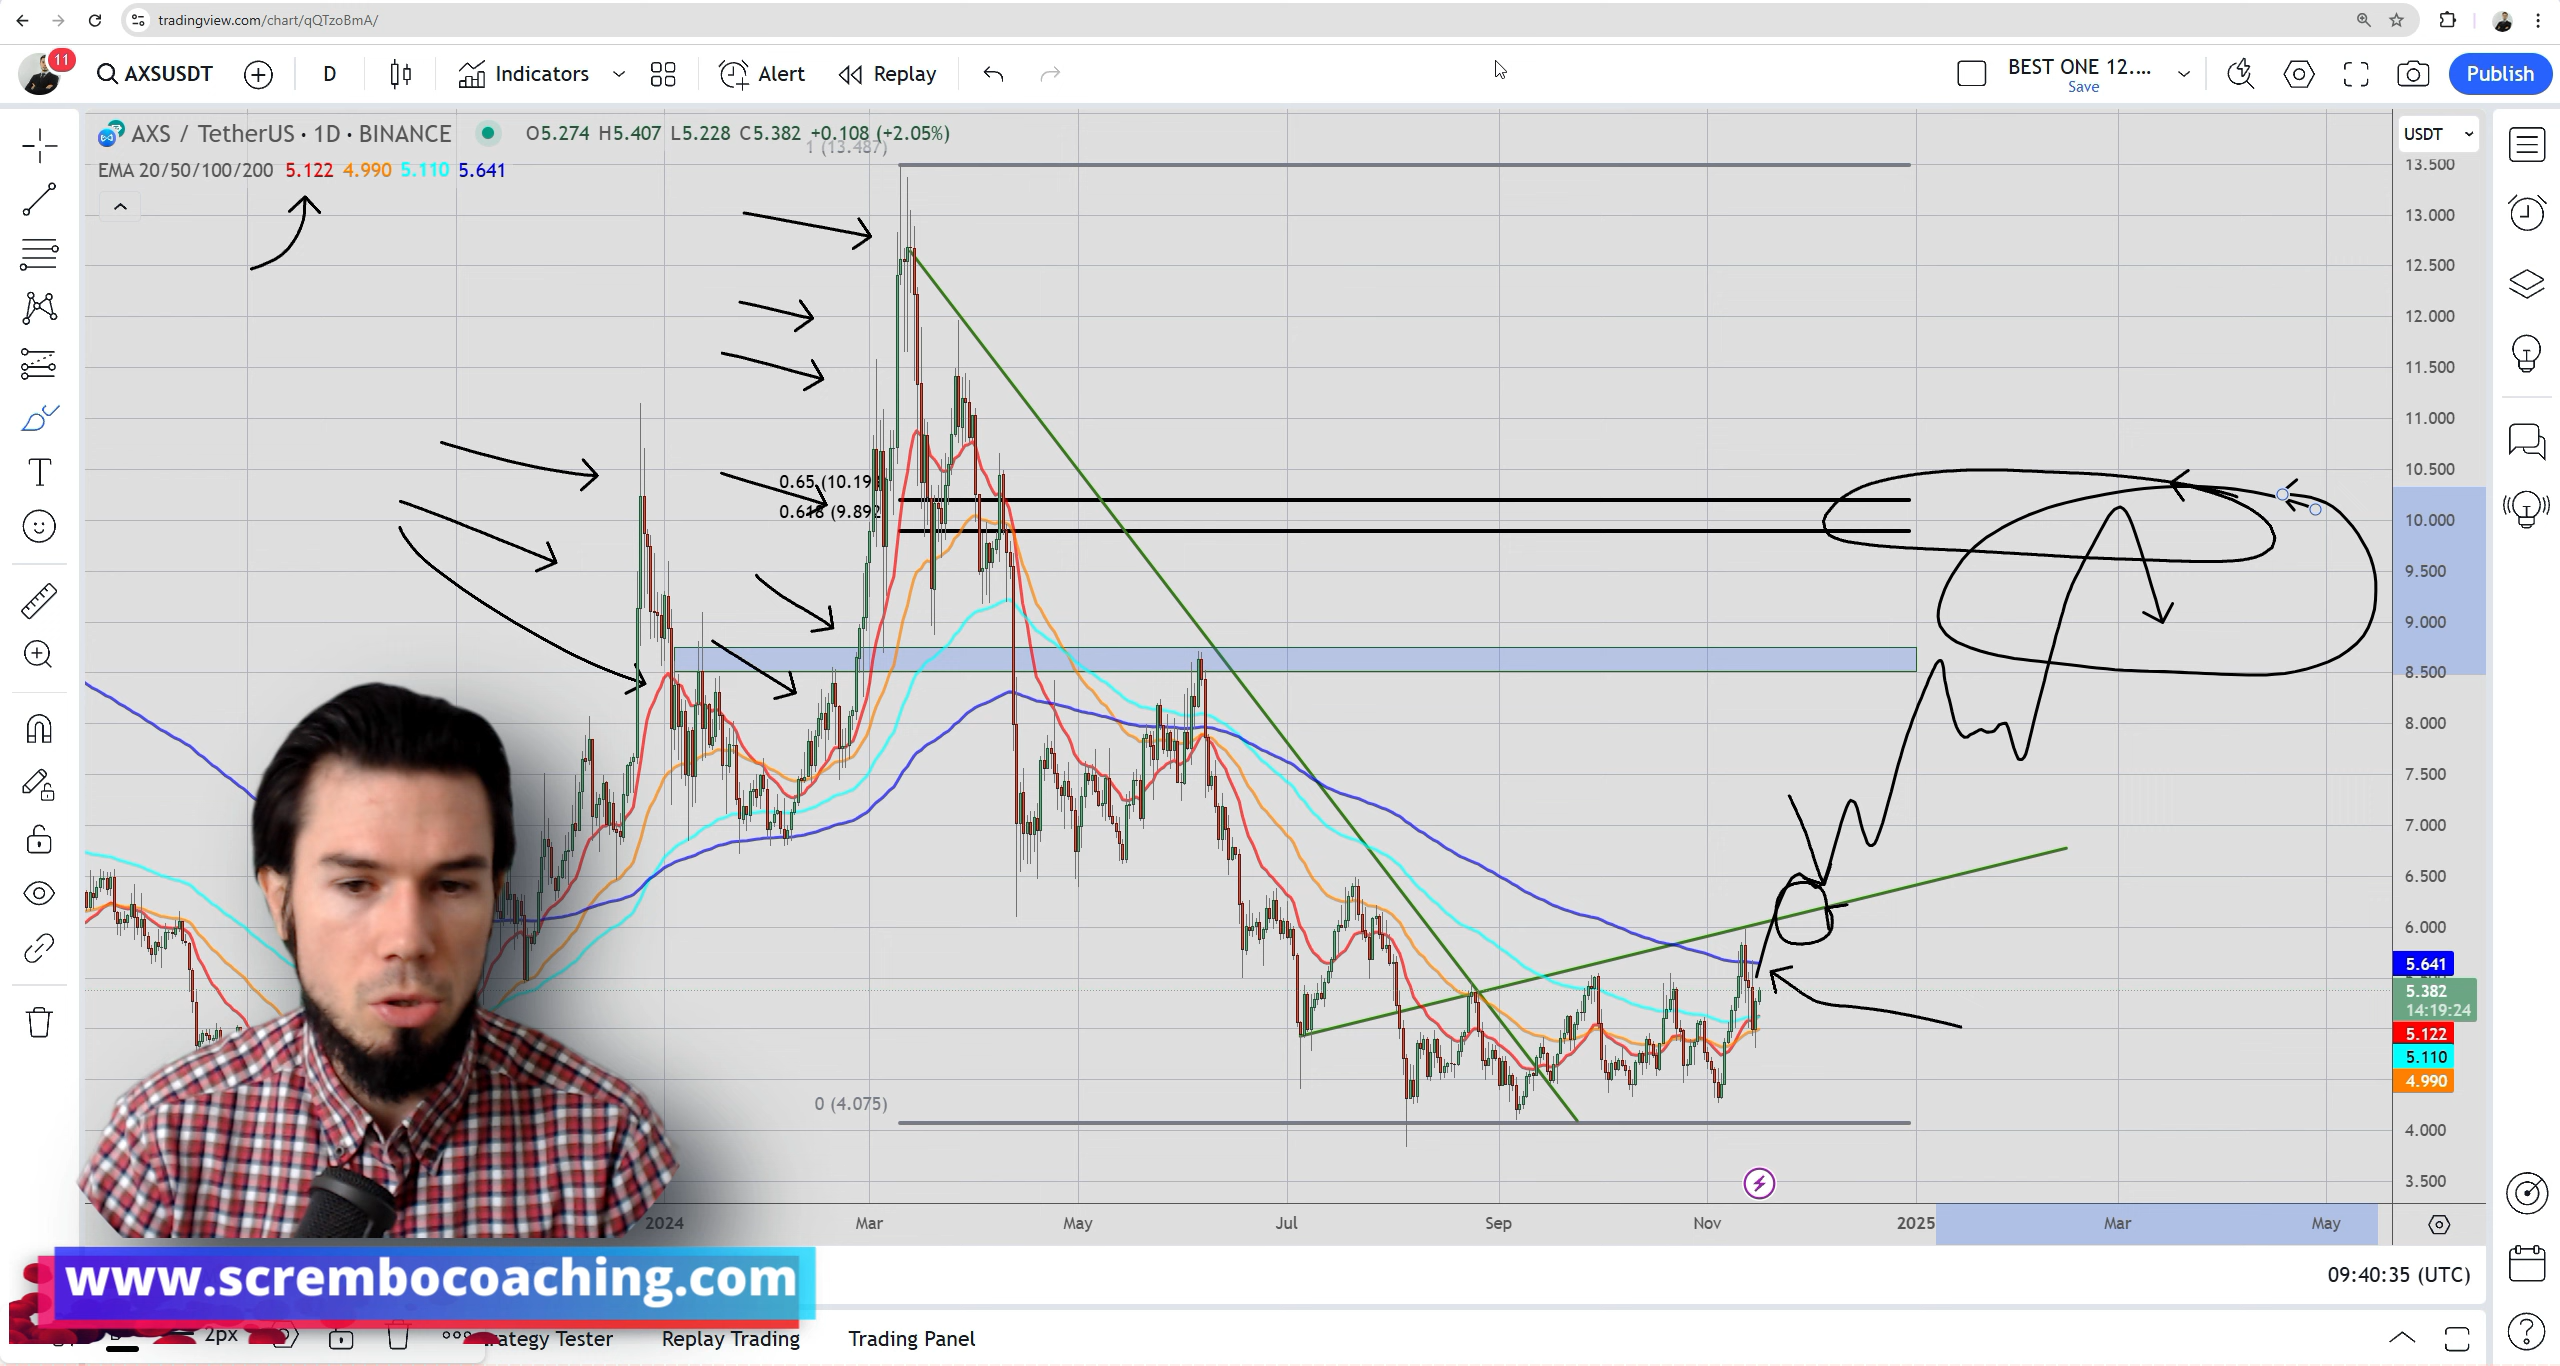 tradingview.com/chart/qQTzoBmA/
11
AXSUSDT
D
Indicators
Alert
Replay
BEST ONE 12....
Save
Publish
AXS / TetherUS · 1D · BINANCE
O5.274 H5.407 L5.228 C5.382 +0.108 (+2.05%)
1 (13.487)
EMA 20/50/100/200 5.122 4.990 5.110 5.641
USDT
13.500
13.000
12.500
12.000
11.500
11.000
10.500
0.65 (10.19
0.618 (9.892
10.000
9.500
9.000
8.500
8.000
7.500
7.000
6.500
6.000
5.641
5.382
14:19:24
5.122
5.110
4.990
0 (4.075)
4.000
3.500
2024
Mar
May
Jul
Sep
Nov
2025
Mar
May
www.scrembocoaching.com
09:40:35 (UTC)
2px
rategy Tester
Replay Trading
Trading Panel